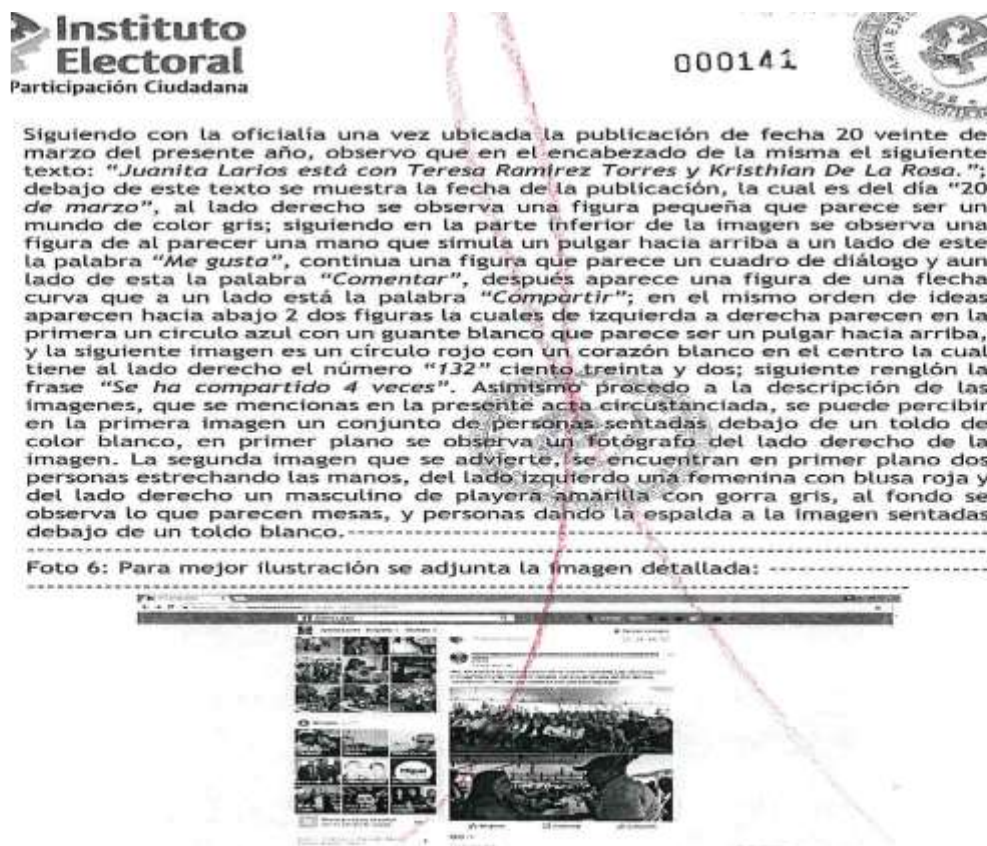 Instituto
Electoral
Participación Ciudadana
000141
Siguiendo con la oficialía una vez ubicada la publicación de fecha 20 veinte de
marzo del presente año, observo que en el encabezado de la misma el siguiente
texto: "Juanita Larios está con Teresa Ramirez Torres y Kristhian De La Rosa.";
debajo de este texto se muestra la fecha de la publicación, la cual es del día "20
de marzo", al lado derecho se observa una figura pequeña que parece ser un
mundo de color gris; siguiendo en la parte inferior de la imagen se observa una
figura de al parecer una mano que simula un pulgar hacia arriba a un lado de este
la palabra "Me gusta", continua una figura que parece un cuadro de diálogo y aun
lado de esta la palabra "Comentar", después aparece una figura de una flecha
curva que a un lado está la palabra "Compartir"; en el mismo orden de ideas
aparecen hacia abajo 2 dos figuras la cuales de izquierda a derecha parecen en la
primera un circulo azul con un guante blanco que parece ser un pulgar hacia arriba,
y la siguiente imagen es un círculo rojo con un corazón blanco en el centro la cual
tiene al lado derecho el número "132" ciento treinta y dos; siguiente renglón la
frase "Se ha compartido 4 veces". Asimismo procedo a la descripción de las
imagenes, que se mencionas en la presente acta circustanciada, se puede percibir
en la primera imagen un conjunto de personas sentadas debajo de un toldo de
color blanco, en primer plano se observa un fotógrafo del lado derecho de la
imagen. La segunda imagen que se advierte, se encuentran en primer plano dos
personas estrechando las manos, del lado izquierdo una femenina con blusa roja y
del lado derecho un masculino de playera amarilla con gorra gris, al fondo se
observa lo que parecen mesas, y personas dando la espalda a la imagen sentadas
debajo de un toldo blanco.
Foto 6: Para mejor ilustración se adjunta la imagen detallada: